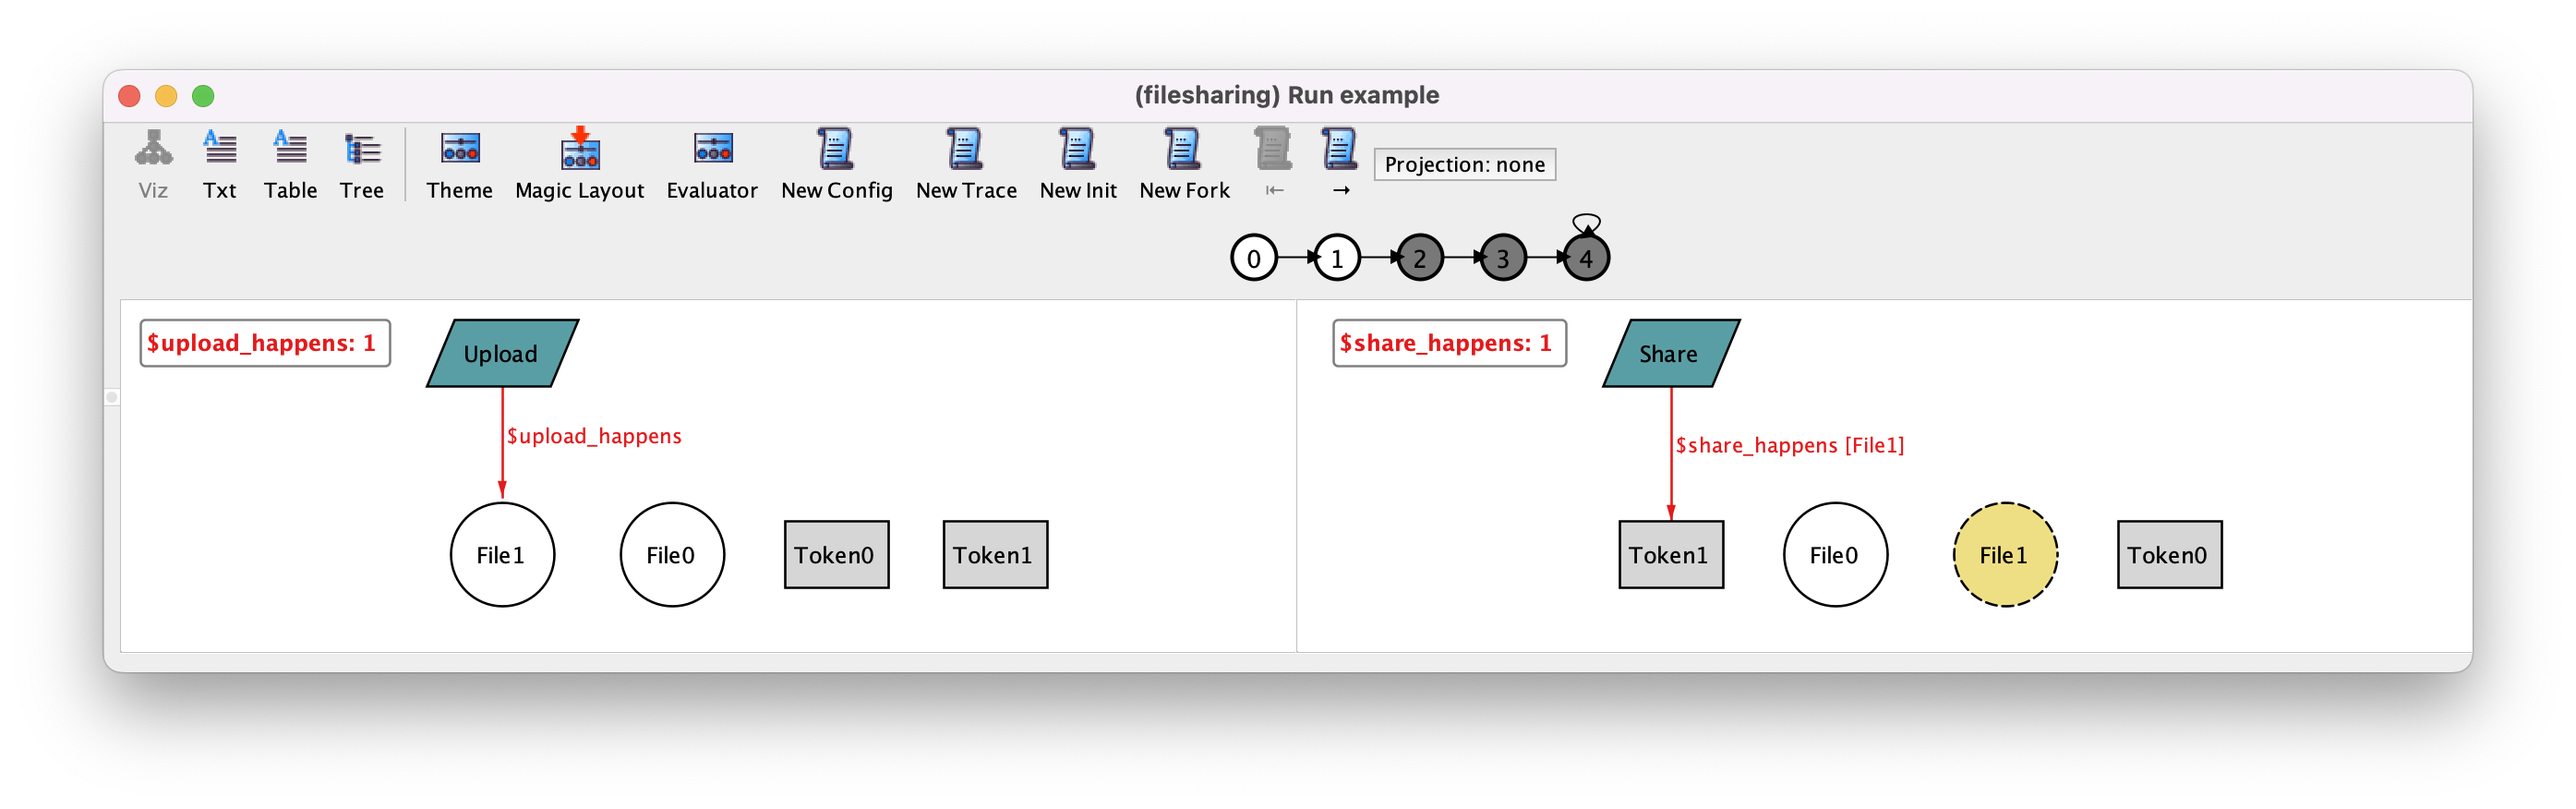 (filesharing) Run example
Viz Txt Table Tree Theme Magic Layout Evaluator New Config New Trace New Init New Fork ⇤ → Projection: none
0 1 2 3 4
$upload_happens: 1
Upload
$upload_happens
File1 File0 Token0 Token1
$share_happens: 1
Share
$share_happens [File1]
Token1 File0 File1 Token0